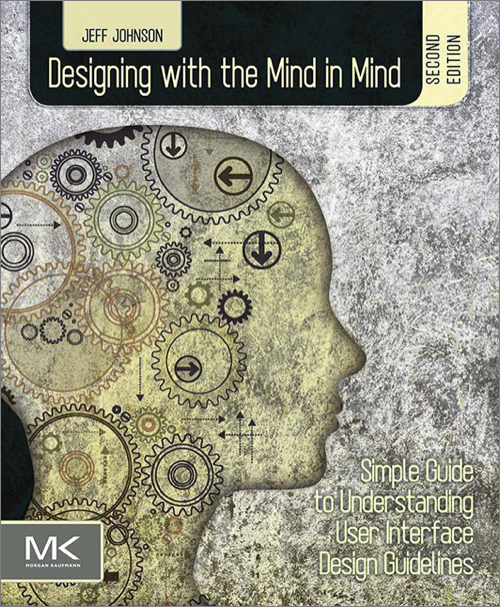 JEFF JOHNSON
Designing with the Mind in Mind
SECOND
EDITION
Simple Guide
to Understanding
User Interface
Design Guidelines
MK
MORGAN KAUFMANN